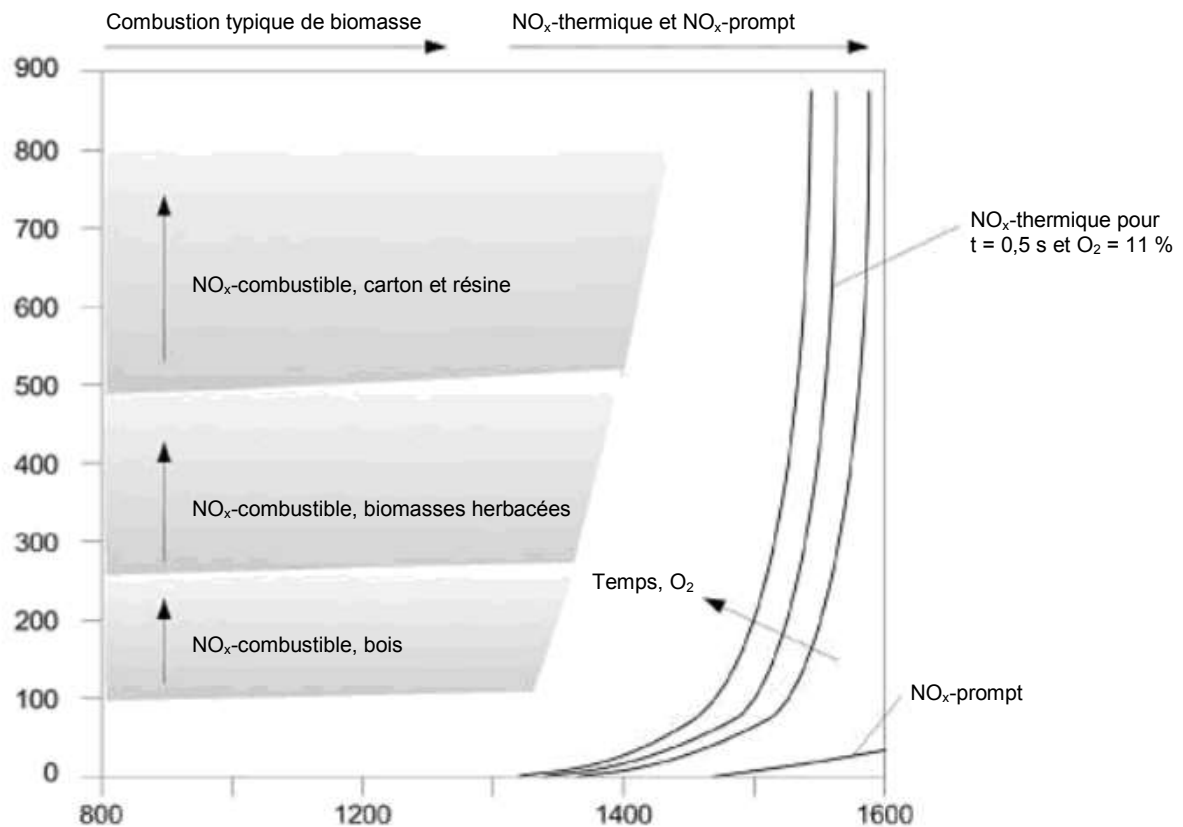 Combustion typique de biomasse
NOₓ-thermique et NOₓ-prompt
900
800
700
600
500
400
300
200
100
0
NOₓ-combustible, carton et résine
NOₓ-combustible, biomasses herbacées
NOₓ-combustible, bois
NOₓ-thermique pour
t = 0,5 s et O₂ = 11 %
Temps, O₂
NOₓ-prompt
800
1200
1400
1600